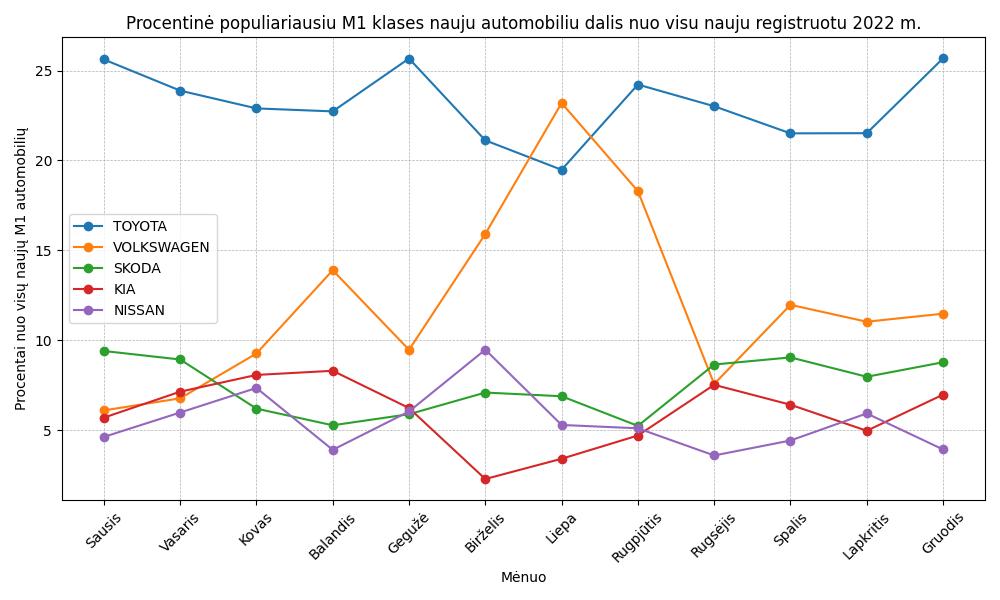 Procentinė populiariausiu M1 klases nauju automobiliu dalis nuo visu nauju registruotu 2022 m.
Procentai nuo visų naujų M1 automobilių
25
20
15
10
5
TOYOTA
VOLKSWAGEN
SKODA
KIA
NISSAN
Sausis
Vasaris
Kovas
Balandis
Gegužė
Birželis
Liepa
Rugpjūtis
Rugsėjis
Spalis
Lapkritis
Gruodis
Mėnuo